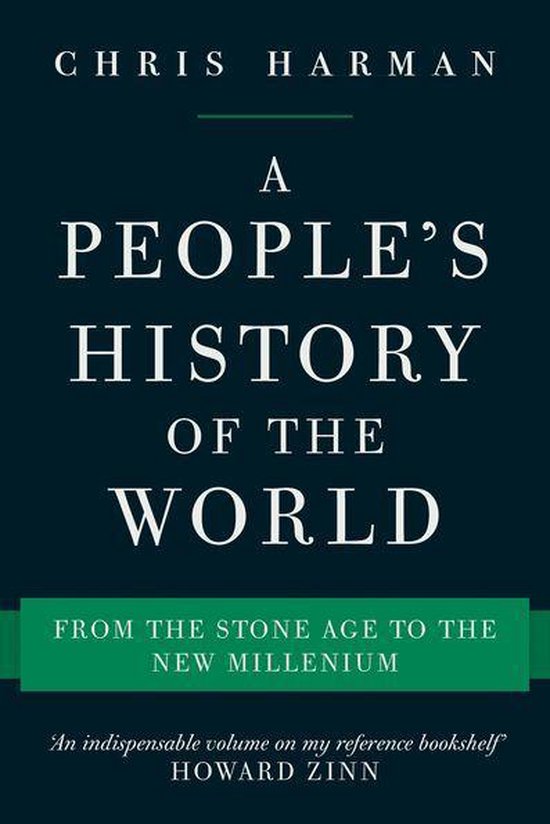 CHRIS HARMAN
A
PEOPLE'S
HISTORY
OF THE
WORLD
FROM THE STONE AGE TO THE
NEW MILLENIUM
'An indispensable volume on my reference bookshelf'
HOWARD ZINN